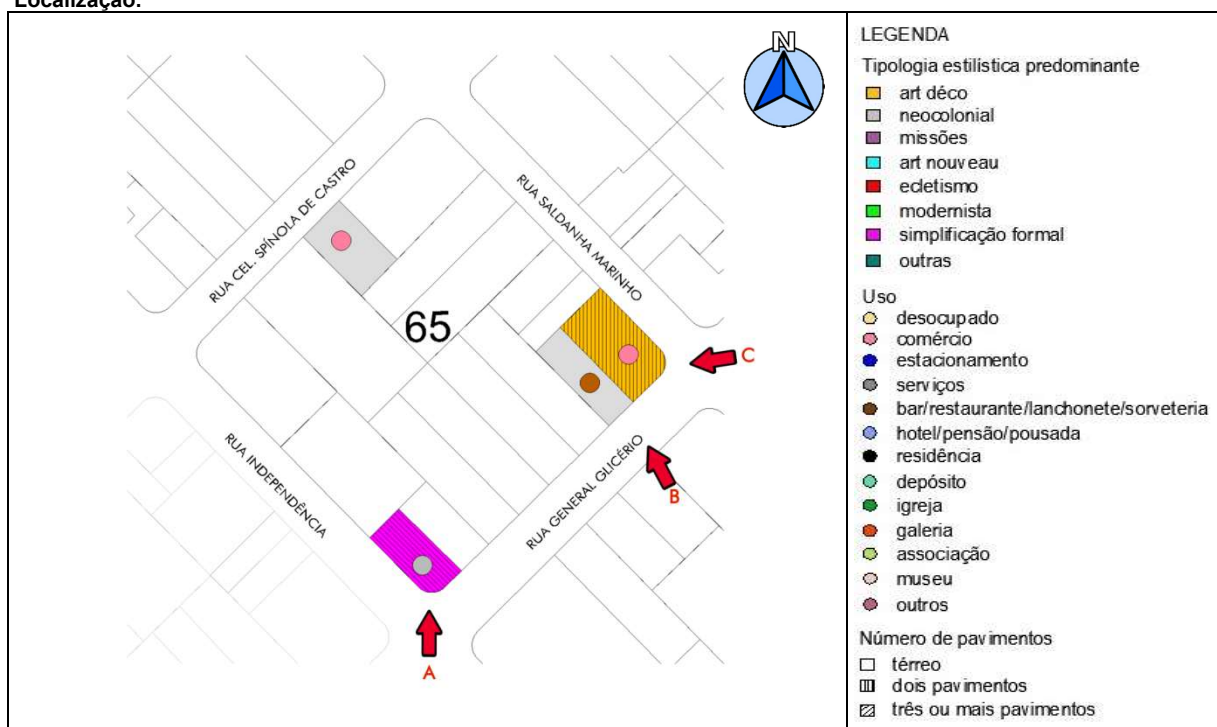 Localização:
N
RUA CEL. SPÍNOLA DE CASTRO
RUA SALDANHA MARINHO
65
C
RUA INDEPENDÊNCIA
RUA GENERAL GLICÉRIO
B
A
LEGENDA
Tipologia estilística predominante
art déco
neocolonial
missões
art nouveau
ecletismo
modernista
simplificação formal
outras
Uso
desocupado
comércio
estacionamento
serviços
bar/restaurante/lanchonete/sorveteria
hotel/pensão/pousada
residência
depósito
igreja
galeria
associação
museu
outros
Número de pavimentos
térreo
dois pavimentos
três ou mais pavimentos